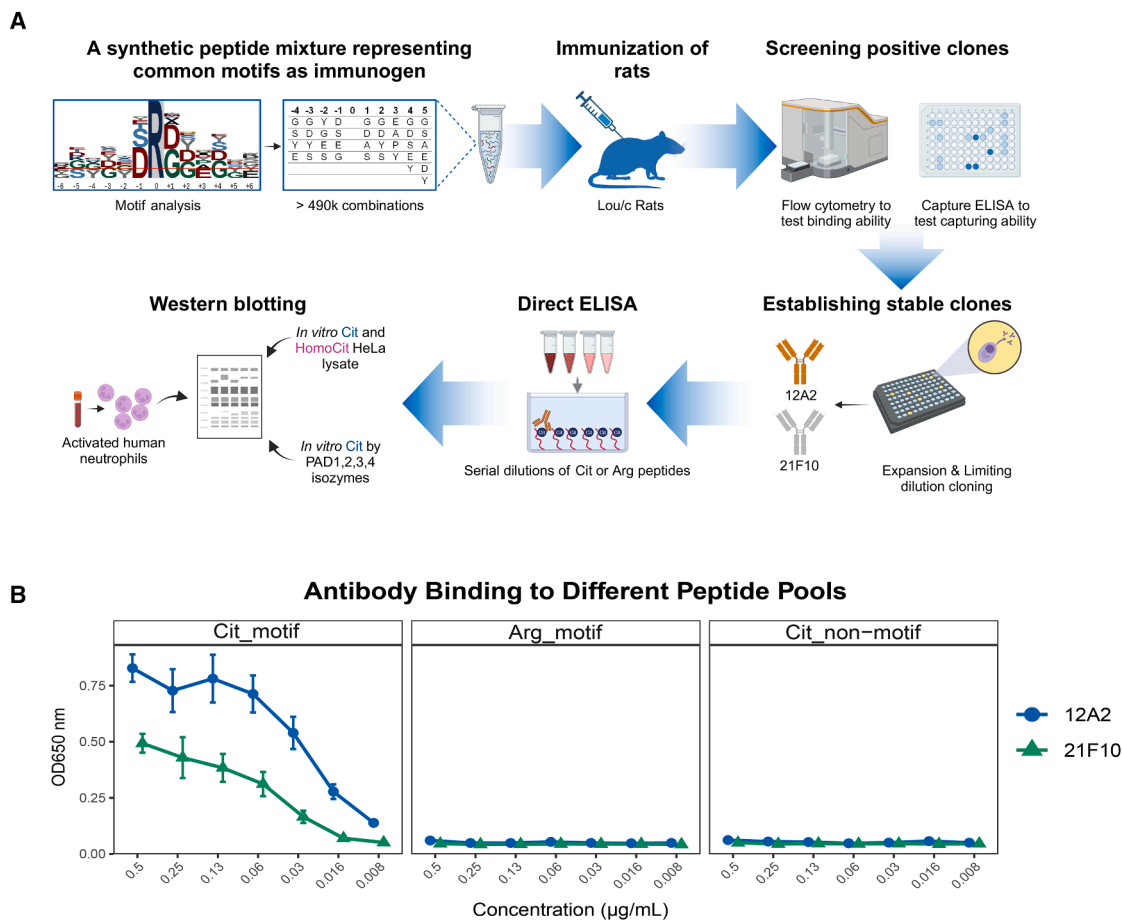 A
A synthetic peptide mixture representing
common motifs as immunogen
Immunization of
rats
Screening positive clones
-4 -3 -2 -1 0 1 2 3 4 5
G G Y D G G E G G
S D G S D D A D S
Y Y E E A Y P S A
E S S G S S Y E E
Y D
Y
-6 -5 -4 -3 -2 -1 0 +1 +2 +3 +4 +5 +6
Motif analysis
> 490k combinations
Lou/c Rats
Flow cytometry to
test binding ability
Capture ELISA to
test capturing ability
Western blotting
Direct ELISA
Establishing stable clones
In vitro Cit and
HomoCit HeLa
lysate
Activated human
neutrophils
In vitro Cit by
PAD1,2,3,4
isozymes
Serial dilutions of Cit or Arg peptides
12A2
21F10
Expansion & Limiting
dilution cloning
B
Antibody Binding to Different Peptide Pools
Cit_motif
Arg_motif
Cit_non−motif
OD650 nm
0.75
0.50
0.25
0.00
0.5 0.25 0.13 0.06 0.03 0.016 0.008
0.5 0.25 0.13 0.06 0.03 0.016 0.008
0.5 0.25 0.13 0.06 0.03 0.016 0.008
Concentration (μg/mL)
12A2
21F10